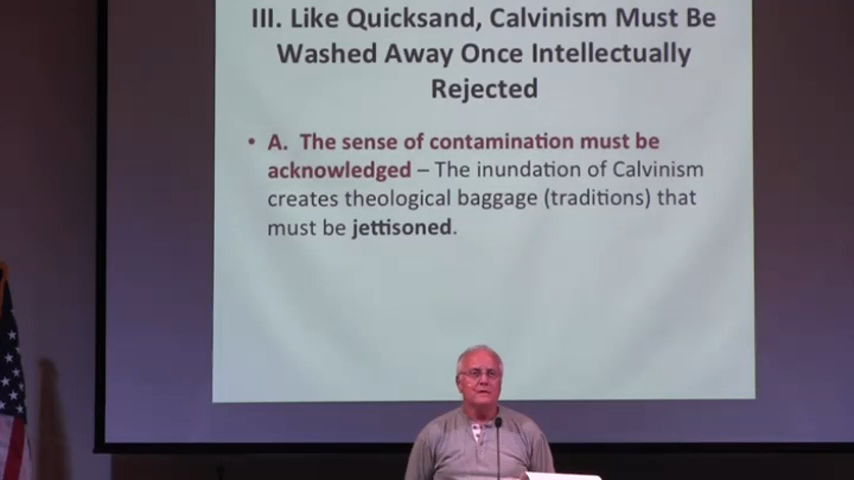 III. Like Quicksand, Calvinism Must Be
Washed Away Once Intellectually
Rejected
• A. The sense of contamination must be
acknowledged – The inundation of Calvinism
creates theological baggage (traditions) that
must be jettisoned.